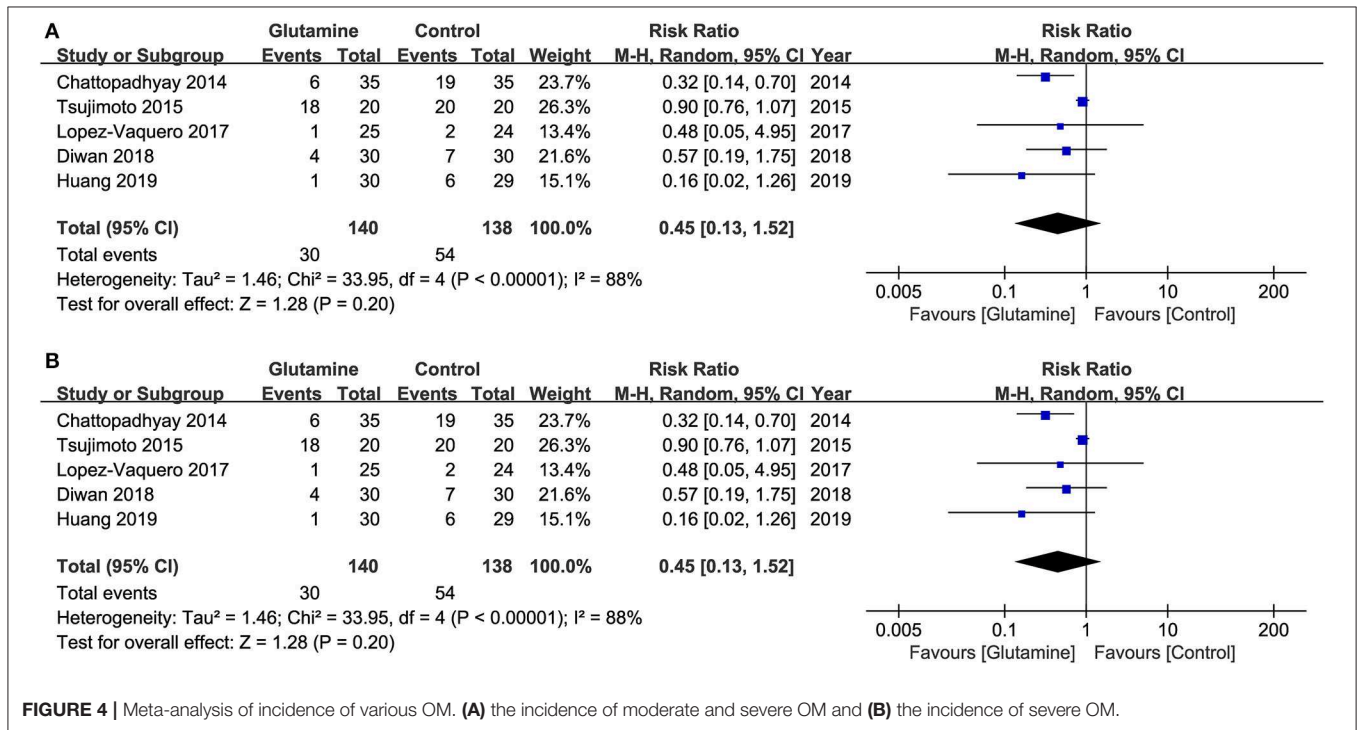 A
Glutamine Control Risk Ratio Risk Ratio
Study or Subgroup Events Total Events Total Weight M-H, Random, 95% CI Year M-H, Random, 95% CI
Chattopadhyay 2014 6 35 19 35 23.7% 0.32 [0.14, 0.70] 2014
Tsujimoto 2015 18 20 20 20 26.3% 0.90 [0.76, 1.07] 2015
Lopez-Vaquero 2017 1 25 2 24 13.4% 0.48 [0.05, 4.95] 2017
Diwan 2018 4 30 7 30 21.6% 0.57 [0.19, 1.75] 2018
Huang 2019 1 30 6 29 15.1% 0.16 [0.02, 1.26] 2019
Total (95% CI) 140 138 100.0% 0.45 [0.13, 1.52]
Total events 30 54
Heterogeneity: Tau² = 1.46; Chi² = 33.95, df = 4 (P < 0.00001); I² = 88%
Test for overall effect: Z = 1.28 (P = 0.20)
0.005 0.1 1 10 200
Favours [Glutamine] Favours [Control]
B
Glutamine Control Risk Ratio Risk Ratio
Study or Subgroup Events Total Events Total Weight M-H, Random, 95% CI Year M-H, Random, 95% CI
Chattopadhyay 2014 6 35 19 35 23.7% 0.32 [0.14, 0.70] 2014
Tsujimoto 2015 18 20 20 20 26.3% 0.90 [0.76, 1.07] 2015
Lopez-Vaquero 2017 1 25 2 24 13.4% 0.48 [0.05, 4.95] 2017
Diwan 2018 4 30 7 30 21.6% 0.57 [0.19, 1.75] 2018
Huang 2019 1 30 6 29 15.1% 0.16 [0.02, 1.26] 2019
Total (95% CI) 140 138 100.0% 0.45 [0.13, 1.52]
Total events 30 54
Heterogeneity: Tau² = 1.46; Chi² = 33.95, df = 4 (P < 0.00001); I² = 88%
Test for overall effect: Z = 1.28 (P = 0.20)
0.005 0.1 1 10 200
Favours [Glutamine] Favours [Control]
FIGURE 4 | Meta-analysis of incidence of various OM. (A) the incidence of moderate and severe OM and (B) the incidence of severe OM.